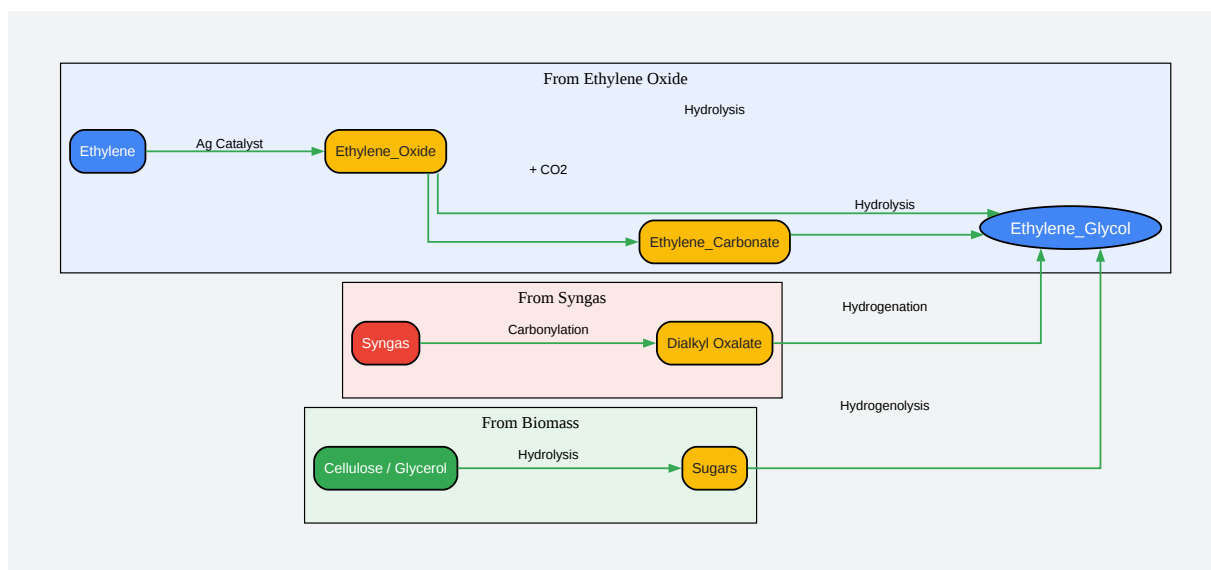 From Ethylene Oxide
Hydrolysis
Ethylene
Ag Catalyst
Ethylene_Oxide
+ CO2
Hydrolysis
Ethylene_Carbonate
Ethylene_Glycol
From Syngas
Hydrogenation
Syngas
Carbonylation
Dialkyl Oxalate
Hydrogenolysis
From Biomass
Cellulose / Glycerol
Hydrolysis
Sugars